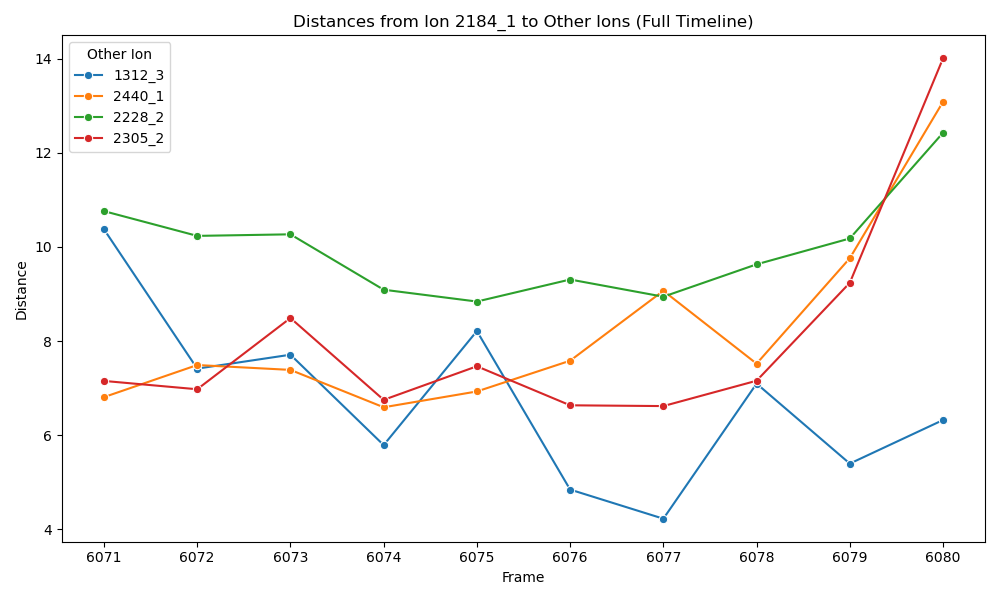 Distances from Ion 2184_1 to Other Ions (Full Timeline)
Other Ion
1312_3
2440_1
2228_2
2305_2
Distance
14
12
10
8
6
4
6071 6072 6073 6074 6075 6076 6077 6078 6079 6080
Frame